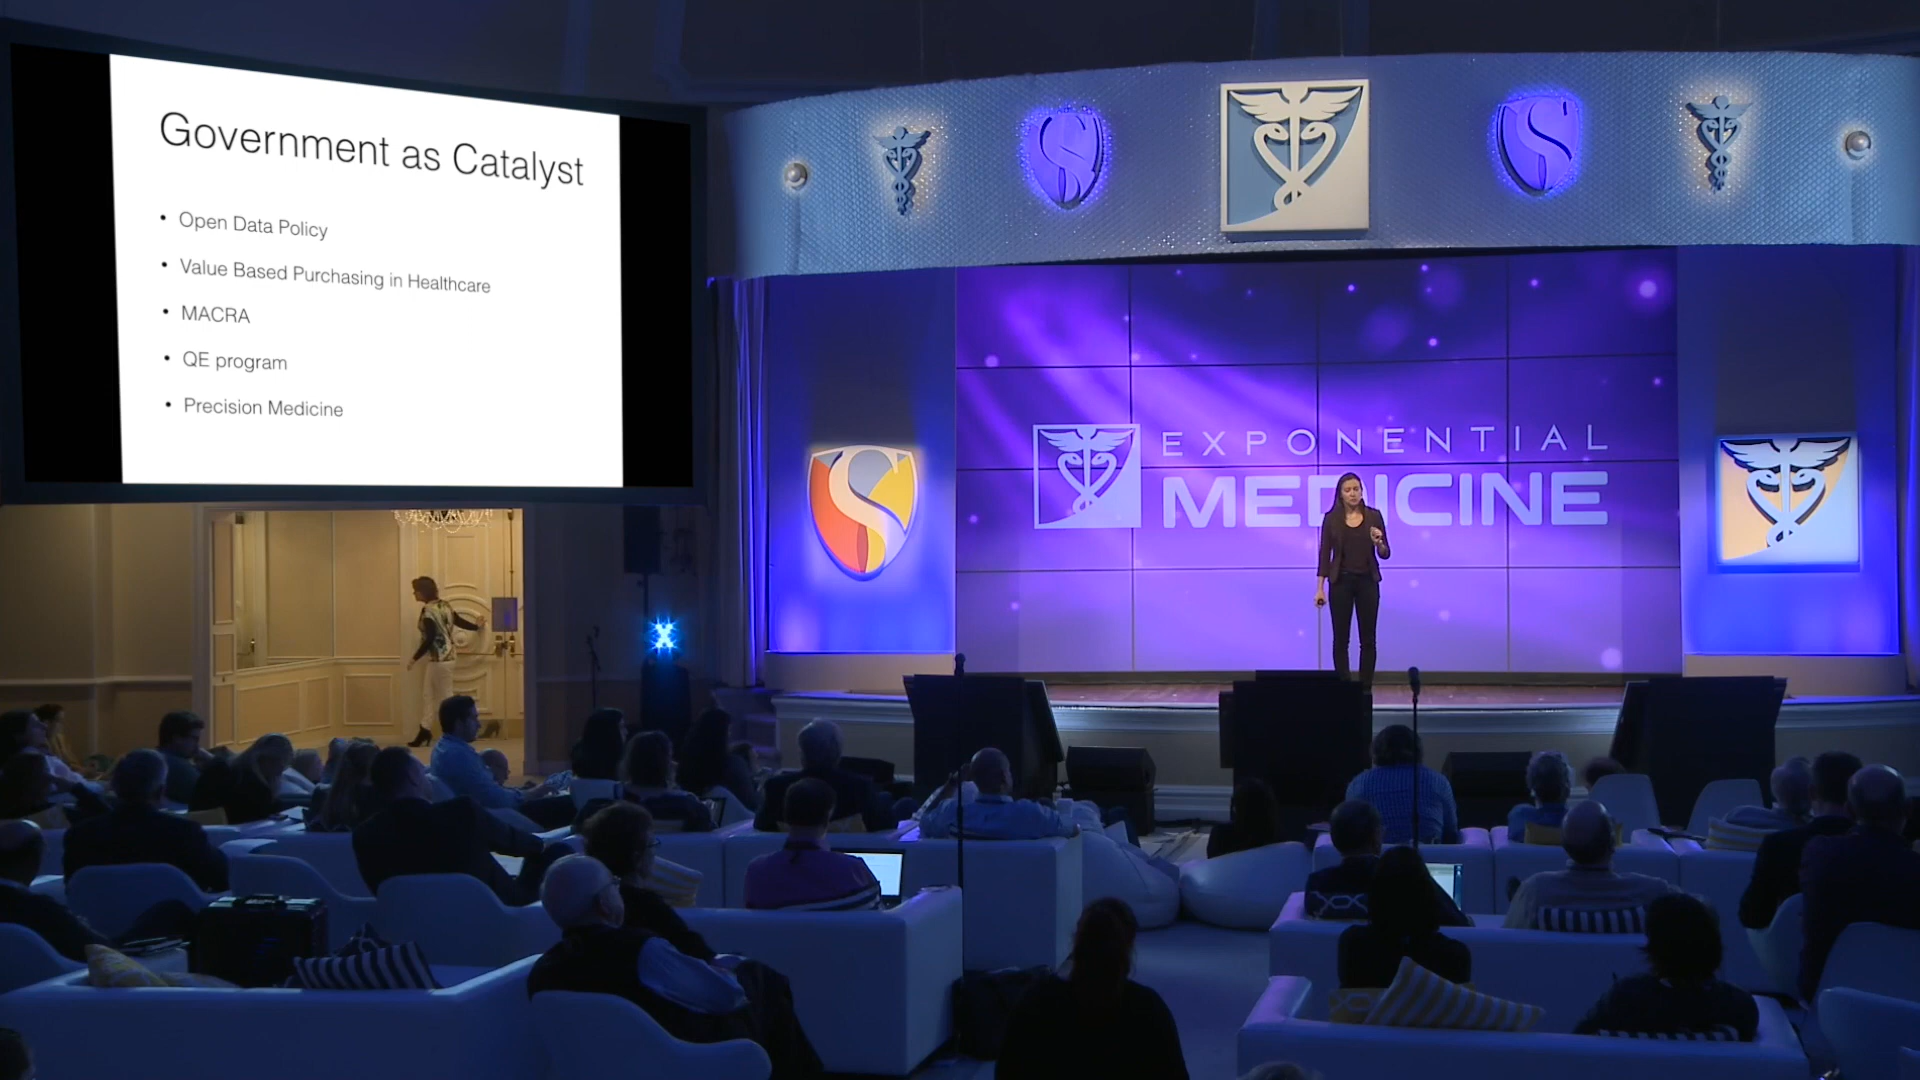 Government as Catalyst
• Open Data Policy
• Value Based Purchasing in Healthcare
• MACRA
• QE program
• Precision Medicine
EXPONENTIAL
MEDICINE